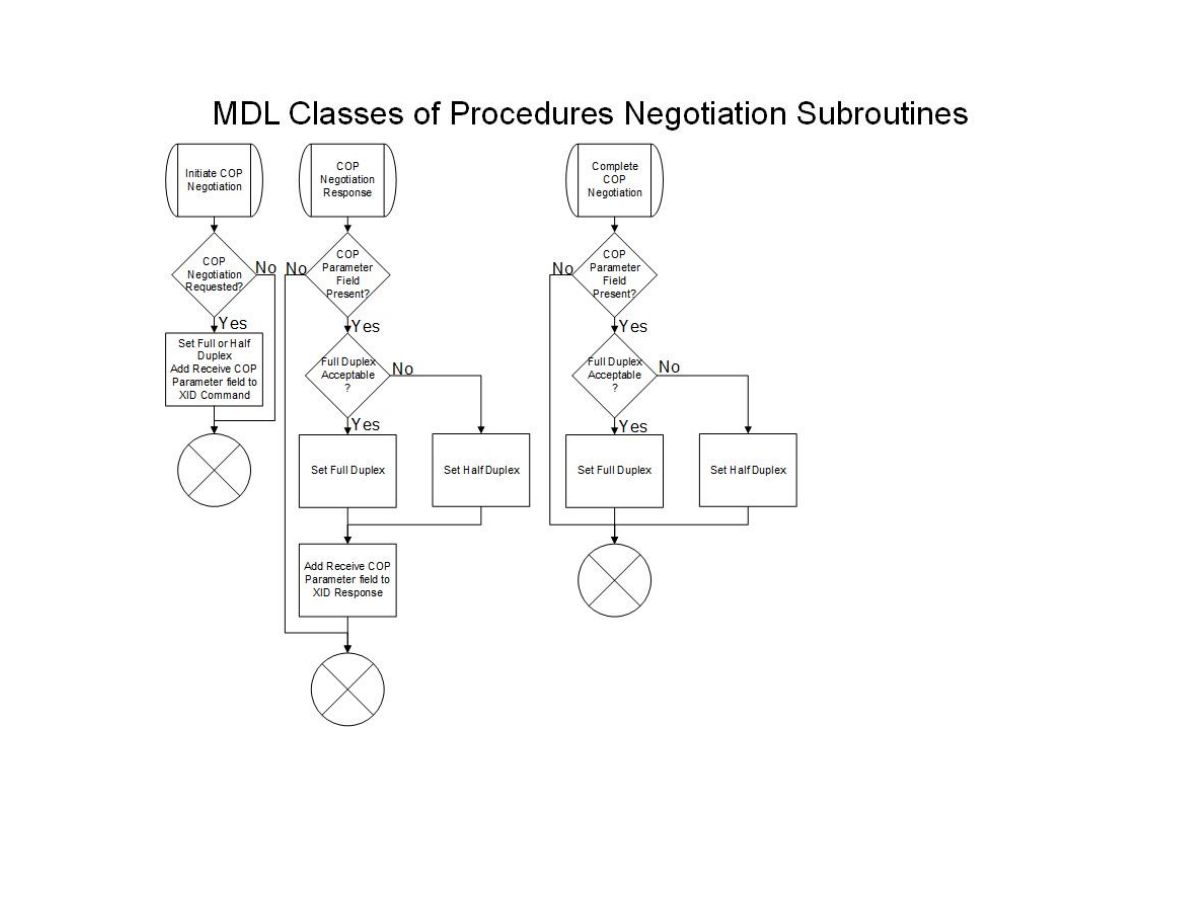 MDL Classes of Procedures Negotiation Subroutines
Initiate COP
Negotiation
COP
Negotiation
Requested?
No
Yes
Set Full or Half
Duplex
Add Receive COP
Parameter field to
XID Command
COP
Negotiation
Response
COP
Parameter
Field
Present?
No
Yes
Full Duplex
Acceptable
?
No
Yes
Set Full Duplex
Set Half Duplex
Add Receive COP
Parameter field to
XID Response
Complete
COP
Negotiation
COP
Parameter
Field
Present?
No
Yes
Full Duplex
Acceptable
?
No
Yes
Set Full Duplex
Set Half Duplex